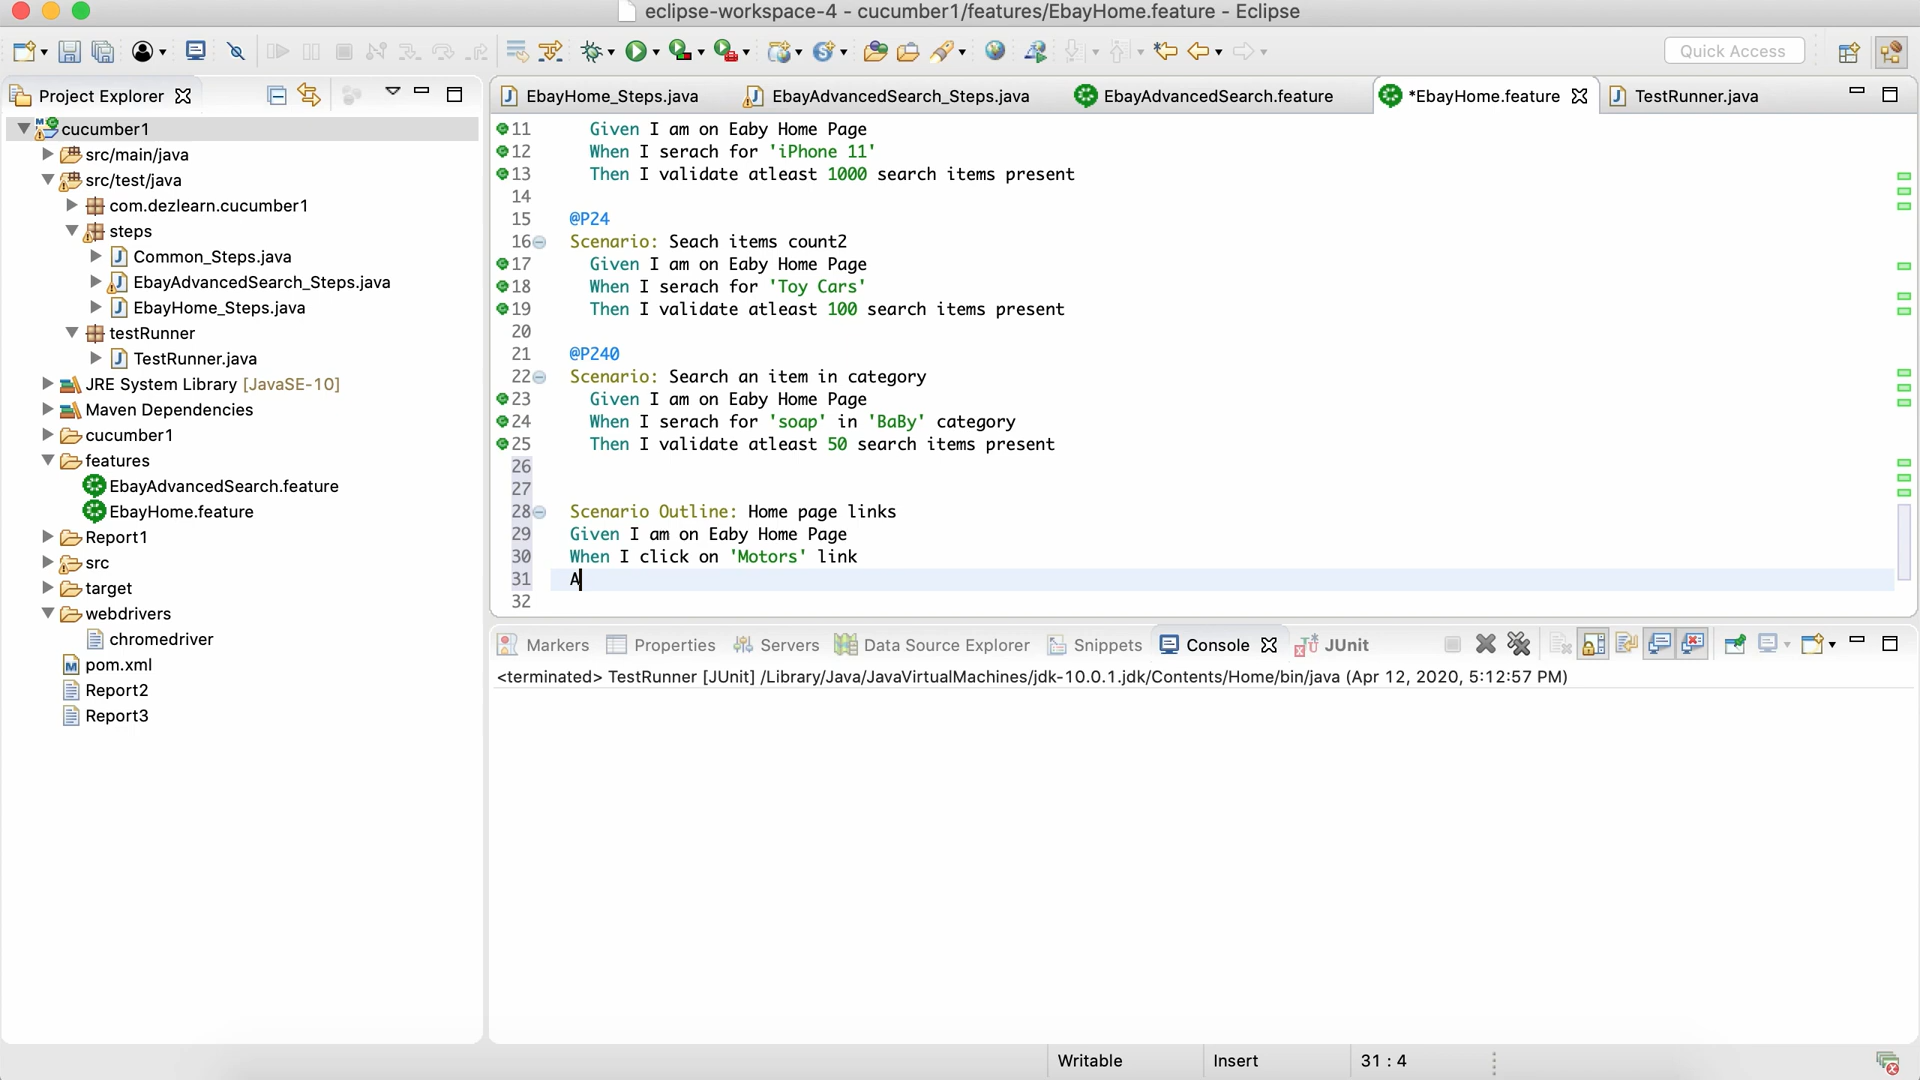 eclipse-workspace-4 - cucumber1/features/EbayHome.feature - Eclipse
Quick Access
Project Explorer
cucumber1
src/main/java
src/test/java
com.dezlearn.cucumber1
steps
Common_Steps.java
EbayAdvancedSearch_Steps.java
EbayHome_Steps.java
testRunner
TestRunner.java
JRE System Library [JavaSE-10]
Maven Dependencies
cucumber1
features
EbayAdvancedSearch.feature
EbayHome.feature
Report1
src
target
webdrivers
chromedriver
pom.xml
Report2
Report3
EbayHome_Steps.java EbayAdvancedSearch_Steps.java EbayAdvancedSearch.feature *EbayHome.feature TestRunner.java
11 Given I am on Eaby Home Page
12 When I serach for 'iPhone 11'
13 Then I validate atleast 1000 search items present
14
15 @P24
16 Scenario: Seach items count2
17 Given I am on Eaby Home Page
18 When I serach for 'Toy Cars'
19 Then I validate atleast 100 search items present
20
21 @P240
22 Scenario: Search an item in category
23 Given I am on Eaby Home Page
24 When I serach for 'soap' in 'BaBy' category
25 Then I validate atleast 50 search items present
26
27
28 Scenario Outline: Home page links
29 Given I am on Eaby Home Page
30 When I click on 'Motors' link
31 A
32
Markers Properties Servers Data Source Explorer Snippets Console JUnit
<terminated> TestRunner [JUnit] /Library/Java/JavaVirtualMachines/jdk-10.0.1.jdk/Contents/Home/bin/java (Apr 12, 2020, 5:12:57 PM)
Writable Insert 31 : 4